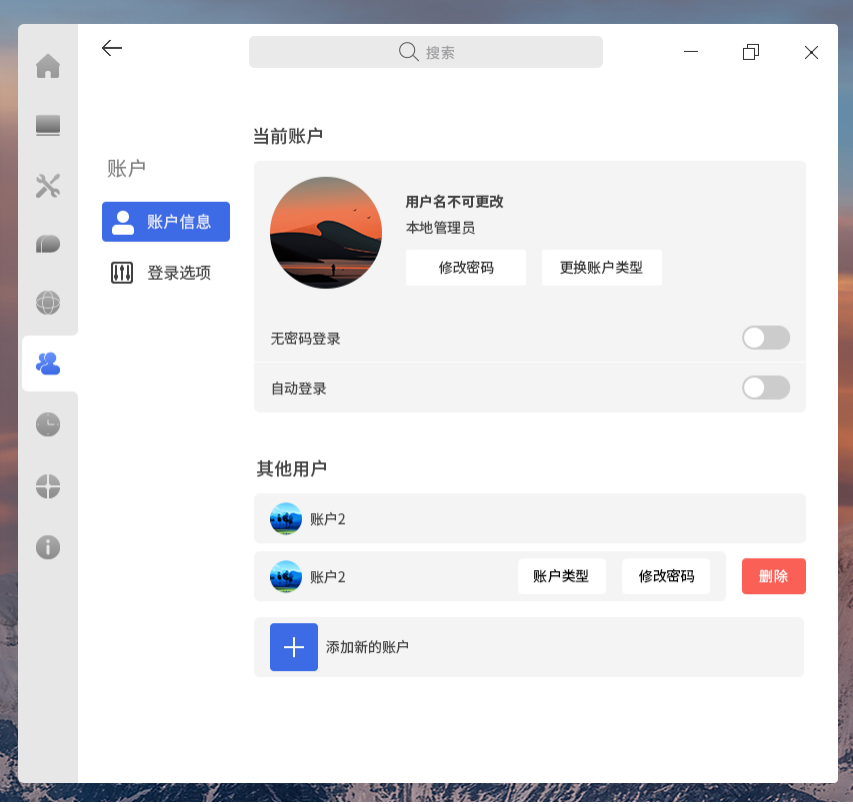 搜索
账户
账户信息
登录选项
当前账户
用户名不可更改
本地管理员
修改密码
更换账户类型
无密码登录
自动登录
其他用户
账户2
账户2
账户类型
修改密码
删除
添加新的账户